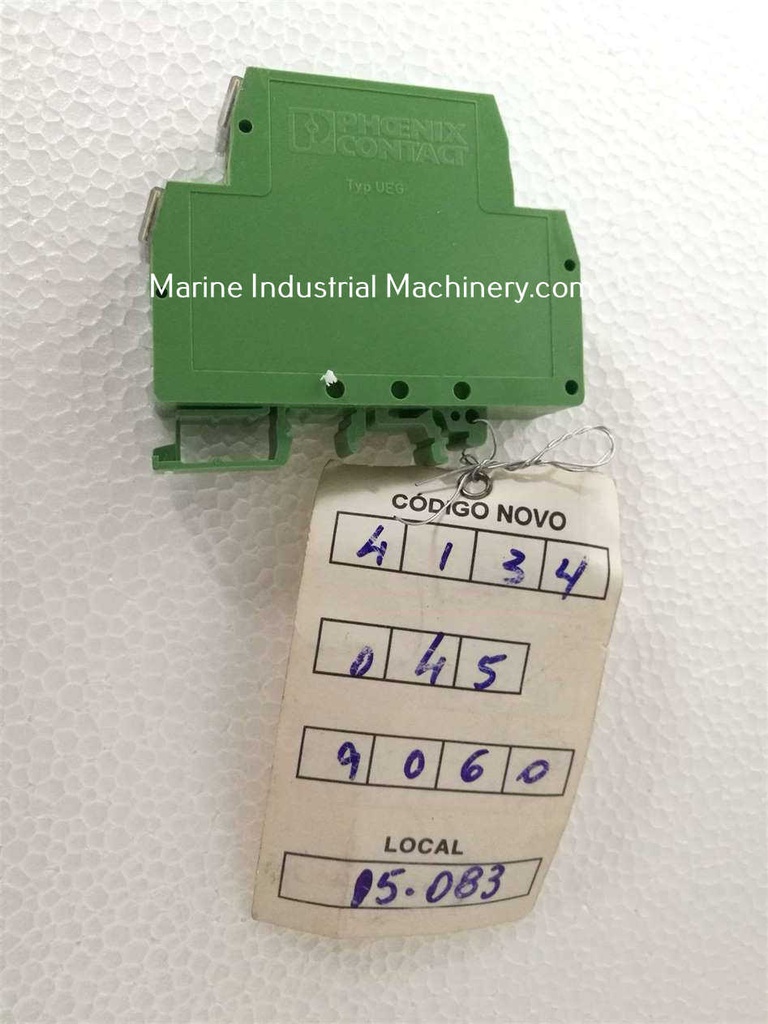 PHŒNIX
CONTACT
Typ UEG
Marine Industrial Machinery.com
CÓDIGO NOVO
4 1 3 4
0 4 5
9 0 6 0
LOCAL
15.083